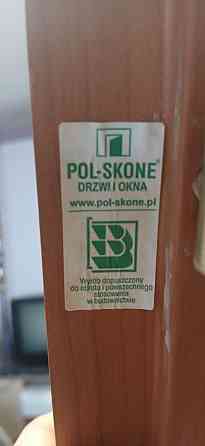 POL-SKONE®
DRZWI I OKNA
www.pol-skone.pl
B
Wyrób dopuszczony
do obrotu i powszechnego
stosowania
w budownictwie